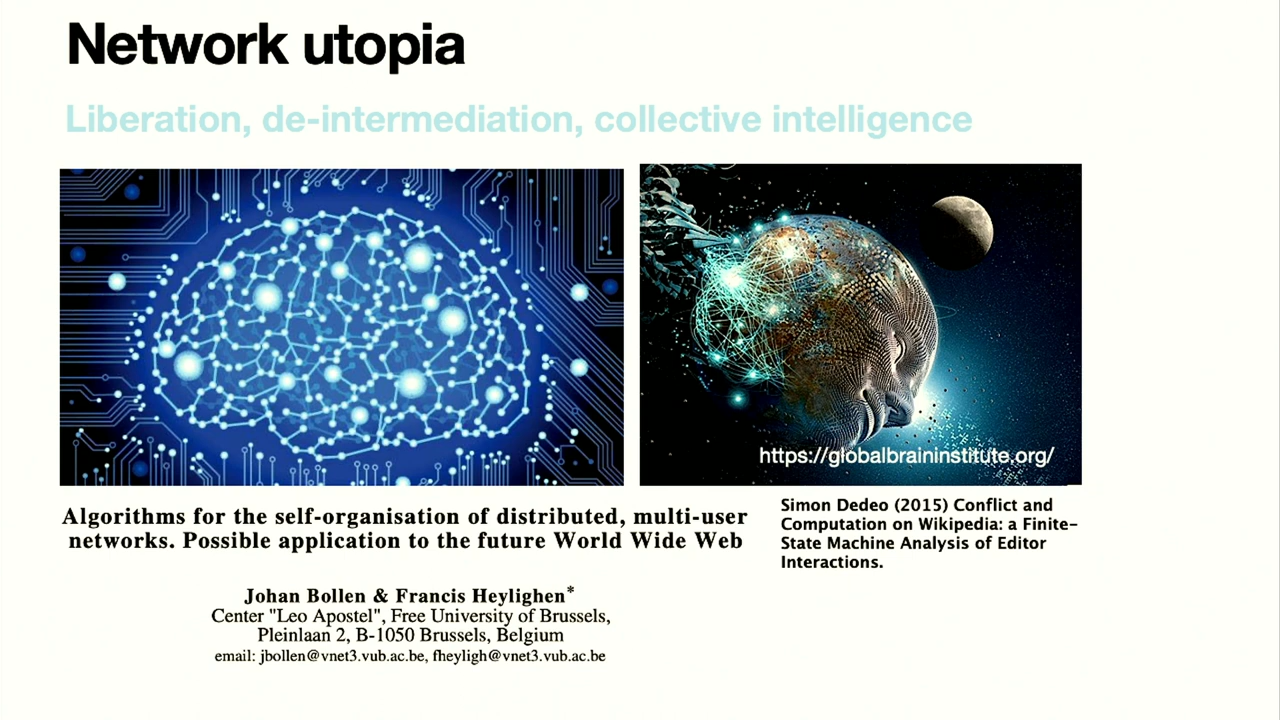 Network utopia
Liberation, de-intermediation, collective intelligence
https://globalbraininstitute.org/
Algorithms for the self-organisation of distributed, multi-user
networks. Possible application to the future World Wide Web
Johan Bollen & Francis Heylighen*
Center "Leo Apostel", Free University of Brussels,
Pleinlaan 2, B-1050 Brussels, Belgium
email: jbollen@vnet3.vub.ac.be, fheyligh@vnet3.vub.ac.be
Simon Dedeo (2015) Conflict and
Computation on Wikipedia: a Finite-
State Machine Analysis of Editor
Interactions.